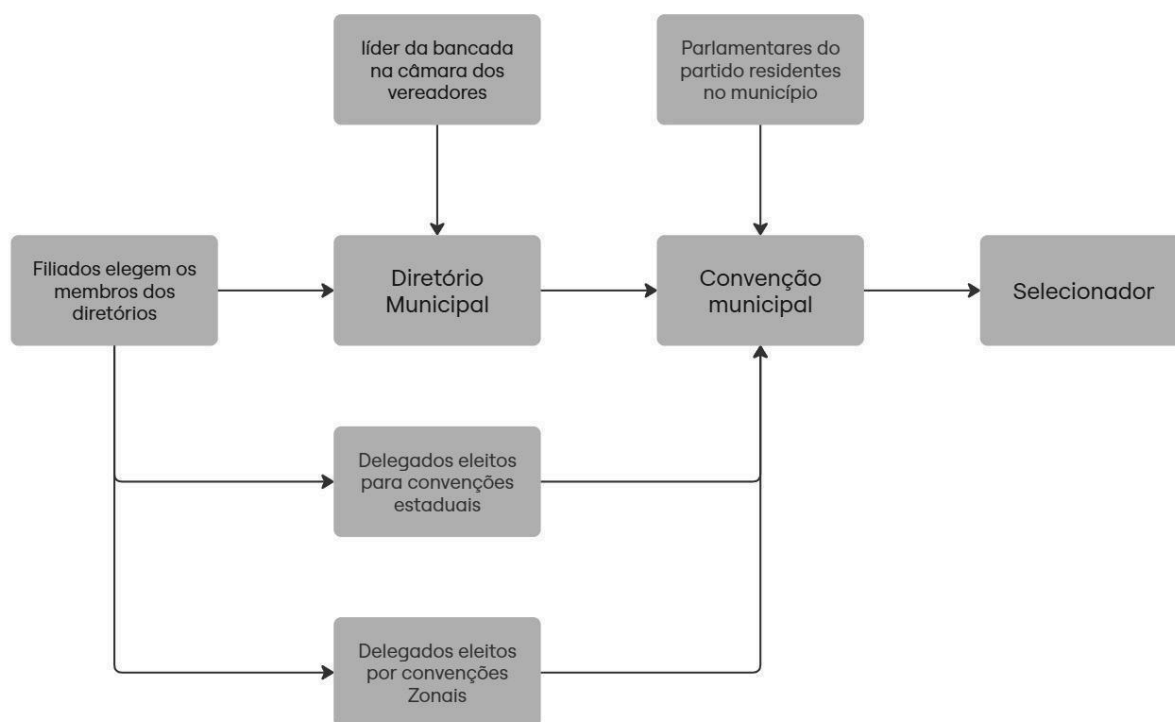 líder da bancada
na câmara dos
vereadores
Parlamentares do
partido residentes
no município
Filiados elegem os
membros dos
diretórios
Diretório
Municipal
Convenção
municipal
Selecionador
Delegados eleitos
para convenções
estaduais
Delegados eleitos
por convenções
Zonais